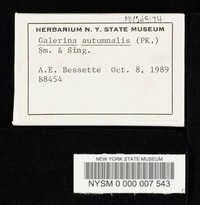 HERBARIUM N. Y. STATE MUSEUM
Galerina autumnalis (PK.)
Sm. & Sing.
A.E. Bessette Oct. 8, 1989
B8454
NEW YORK STATE MUSEUM
NYSM 0 000 007 543